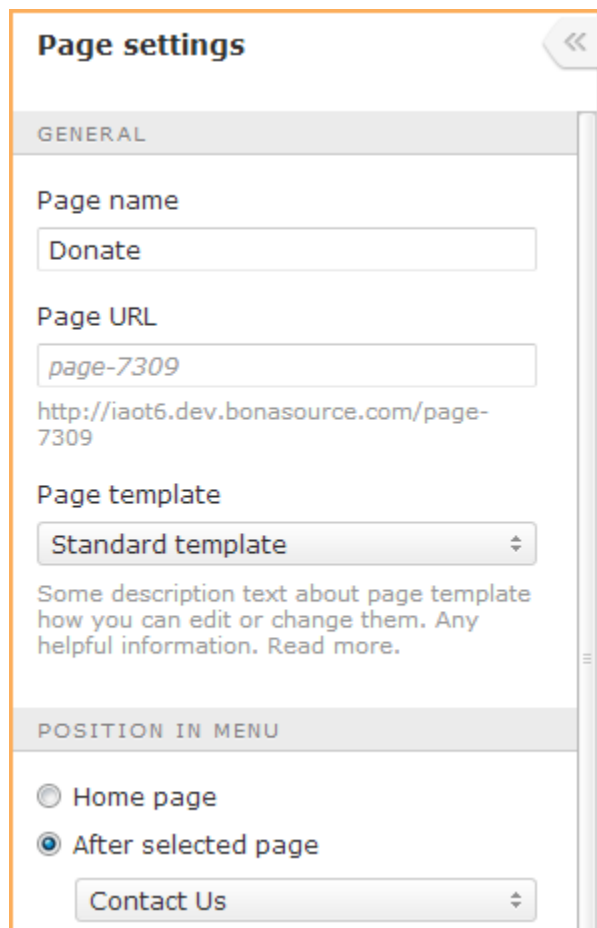 Page settings
GENERAL
Page name
Donate
Page URL
page-7309
http://iaot6.dev.bonasource.com/page-
7309
Page template
Standard template
Some description text about page template
how you can edit or change them. Any
helpful information. Read more.
POSITION IN MENU
Home page
After selected page
Contact Us